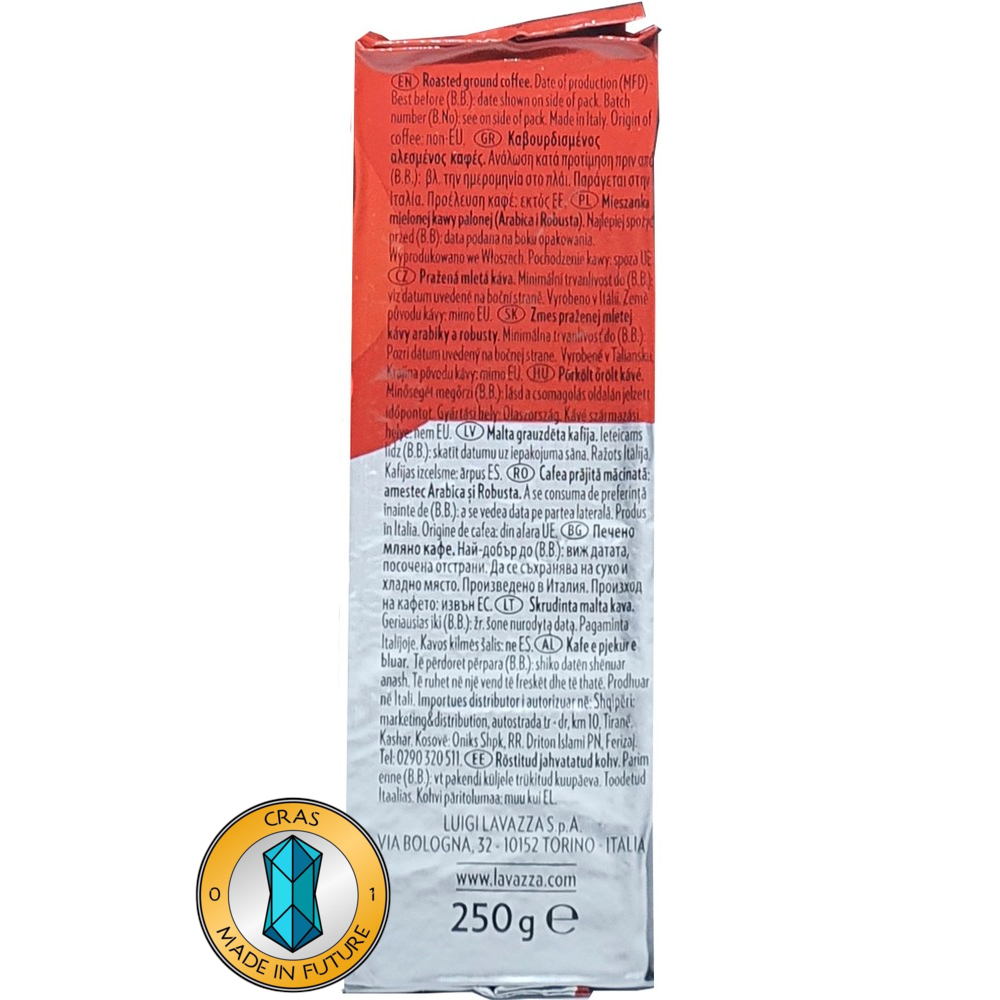 EN Roasted ground coffee. Date of production (MFD) -
Best before (B.B.): date shown on side of pack. Batch
number (B.No): see on side of pack. Made in Italy. Origin of
coffee: non-EU. GR Καβουρδισμένος
αλεσμένος καφές. Ανάλωση κατά προτίμηση πριν από
(B.B.): βλ. την ημερομηνία στο πλάι. Παράγεται στην
Ιταλία. Προέλευση καφέ: εκτός ΕΕ. PL Mieszanka
mielonej kawy palonej (Arabica i Robusta). Najlepiej spożyć
przed (B.B): data podana na boku opakowania.
Wyprodukowano we Włoszech. Pochodzenie kawy: spoza UE
CZ Pražená mletá káva. Minimální trvanlivost do (B.B.):
viz datum uvedené na boční straně. Vyrobeno v Itálii. Země
původu kávy: mimo EU. SK Zmes praženej mletej
kávy arabiky a robusty. Minimálna trvanlivosť do (B.B.):
Pozri dátum uvedený na bočnej strane. Vyrobené v Taliansku.
Krajina pôvodu kávy: mimo EU. HU Pörkölt őrölt kávé.
Minőségét megőrzi (B.B.): lásd a csomagolás oldalán jelzett
időpontot. Gyártási hely: Olaszország. Kávé származási
helye: nem EU. LV Malta grauzdēta kafija. Ieteicams
līdz (B.B.): skatīt datumu uz iepakojuma sāna. Ražots Itālijā.
Kafijas izcelsme: ārpus ES. RO Cafea prăjită măcinată:
amestec Arabica și Robusta. A se consuma de preferință
înainte de (B.B.): a se vedea data pe partea laterală. Produs
în Italia. Origine de cafea: din afara UE. BG Печено
мляно кафе. Най-добър до (B.B.): виж датата,
посочена отстрани. Да се съхранява на сухо и
хладно място. Произведено в Италия. Произход
на кафето: извън ЕС. LT Skrudinta malta kava.
Geriausias iki (B.B.): žr. šone nurodytą datą. Pagaminta
Italijoje. Kavos kilmės šalis: ne ES. AL Kafe e pjekur e
bluar. Të përdoret përpara (B.B.): shiko datën shënuar
anash. Të ruhet në një vend të freskët dhe të thatë. Prodhuar
në Itali. Importues distributor i autorizuar në: Shqipëri:
marketing&distribution, autostrada tr - dr, km 10, Tiranë,
Kashar, Kosovë: Oniks Shpk, RR. Driton Islami PN, Ferizaj.
Tel: 0290 320 511. EE Röstitud jahvatatud kohv. Parim
enne (B.B.): vt pakendi küljele trükitud kuupäeva. Toodetud
Itaalias. Kohvi päritolumaa: muu kui EL.
LUIGI LAVAZZA S.p.A.
VIA BOLOGNA, 32 - 10152 TORINO - ITALIA
www.lavazza.com
250 g ℮
CRAS
0 1
MADE IN FUTURE